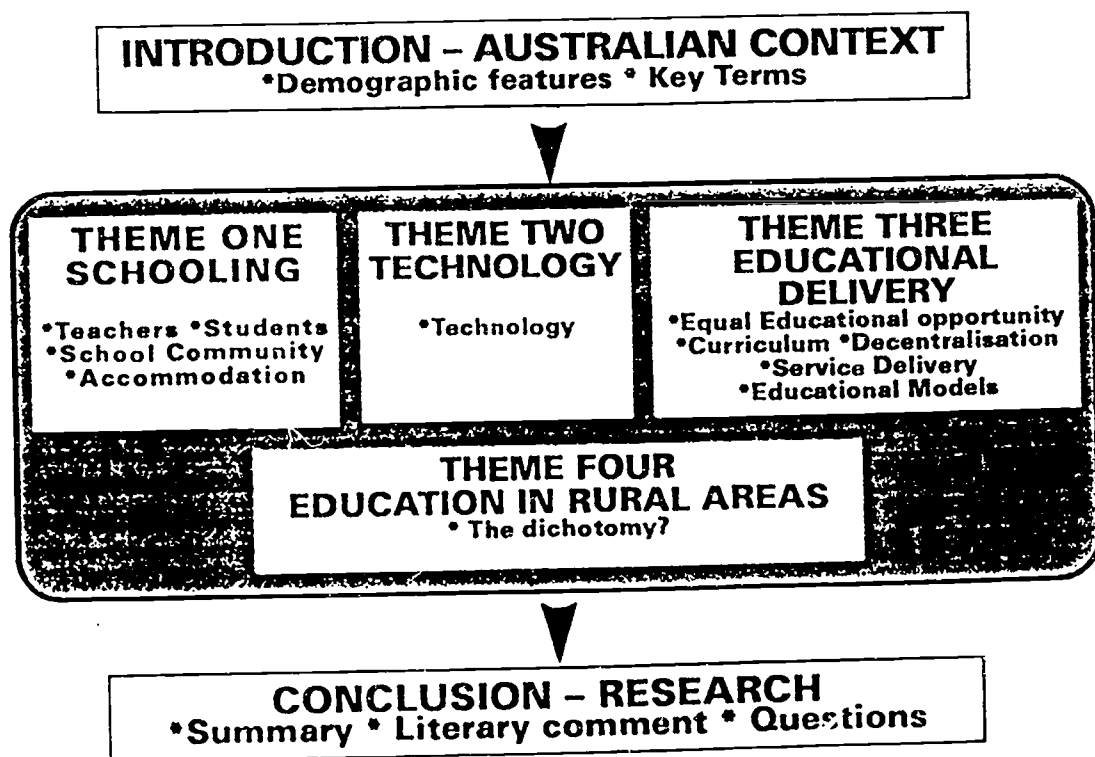 INTRODUCTION – AUSTRALIAN CONTEXT
*Demographic features * Key Terms
THEME ONE
SCHOOLING
*Teachers *Students
*School Community
*Accommodation
THEME TWO
TECHNOLOGY
*Technology
THEME THREE
EDUCATIONAL
DELIVERY
*Equal Educational opportunity
*Curriculum *Decentralisation
*Service Delivery
*Educational Models
THEME FOUR
EDUCATION IN RURAL AREAS
* The dichotomy?
CONCLUSION – RESEARCH
*Summary * Literary comment * Questions